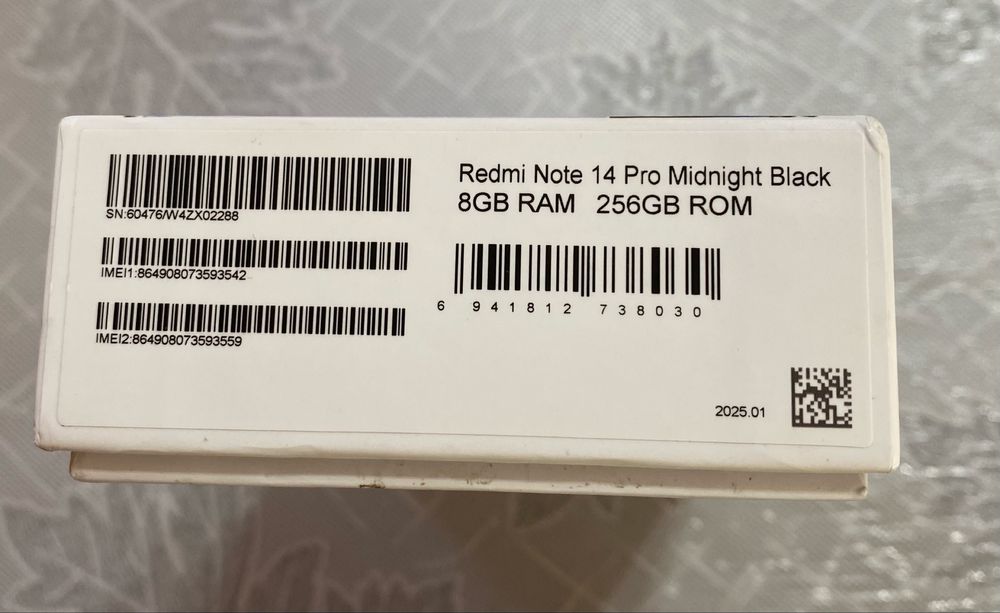 SN:60476/W4ZX02288
IMEI1:864908073593542
IMEI2:864908073593559
Redmi Note 14 Pro Midnight Black
8GB RAM 256GB ROM
6 941812 738030
2025.01